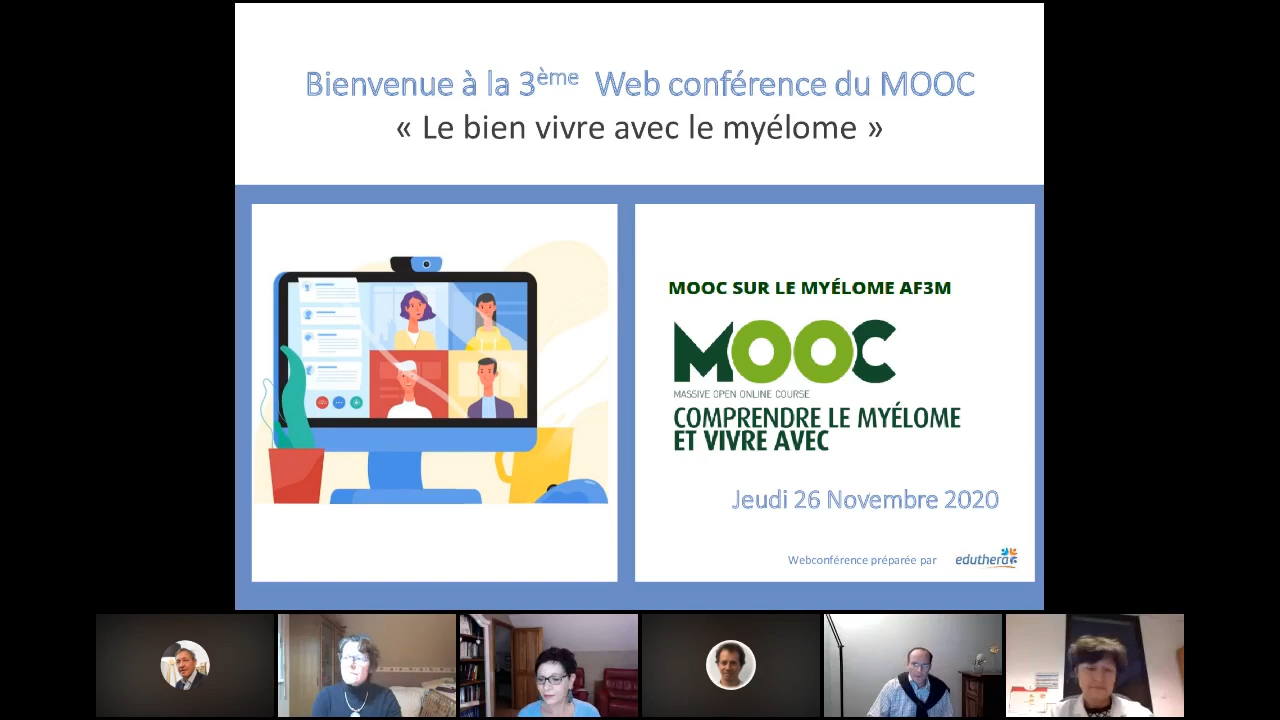 Bienvenue à la 3ème Web conférence du MOOC
« Le bien vivre avec le myélome »
MOOC SUR LE MYÉLOME AF3M
MOOC
MASSIVE OPEN ONLINE COURSE
COMPRENDRE LE MYÉLOME
ET VIVRE AVEC
Jeudi 26 Novembre 2020
Webconférence préparée par eduthera